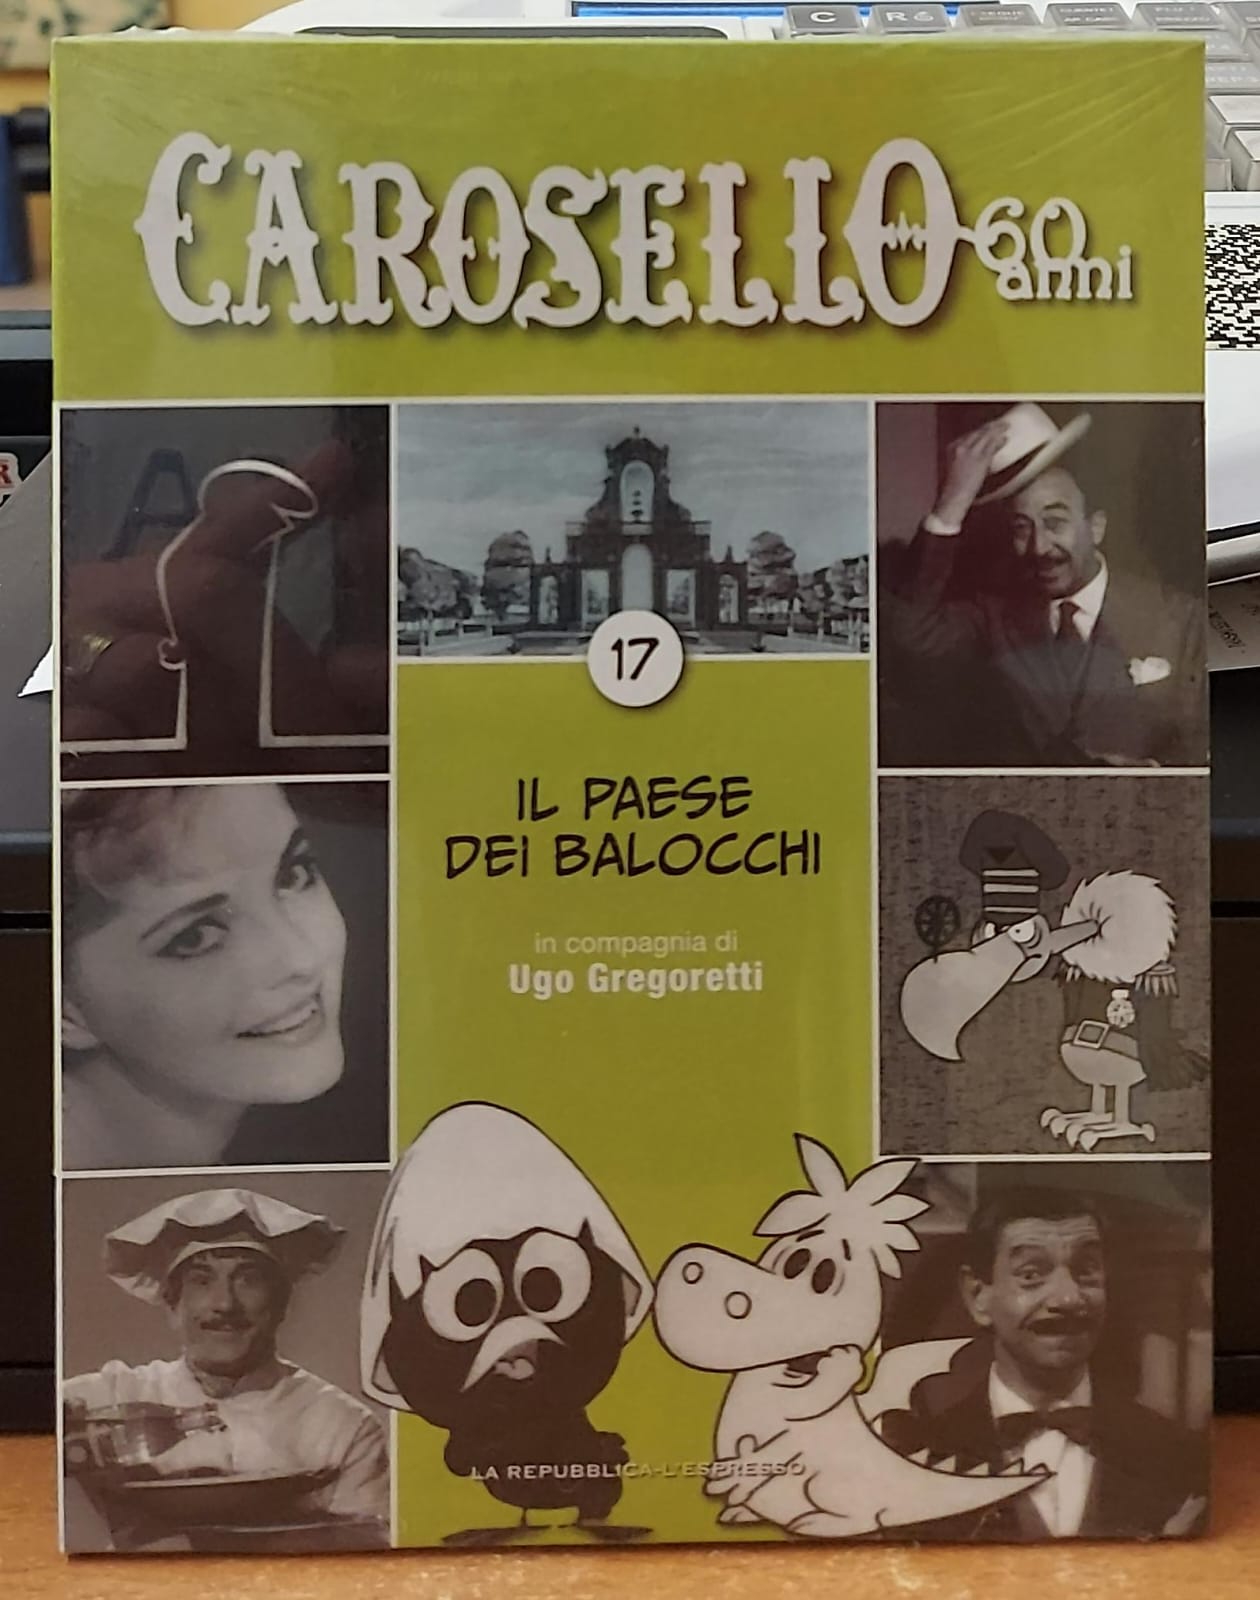 C
R
CAROSELLO
60
anni
17
IL PAESE
DEI BALOCCHI
in compagnia di
Ugo Gregoretti
LA REPUBBLICA-L'ESPRESSO